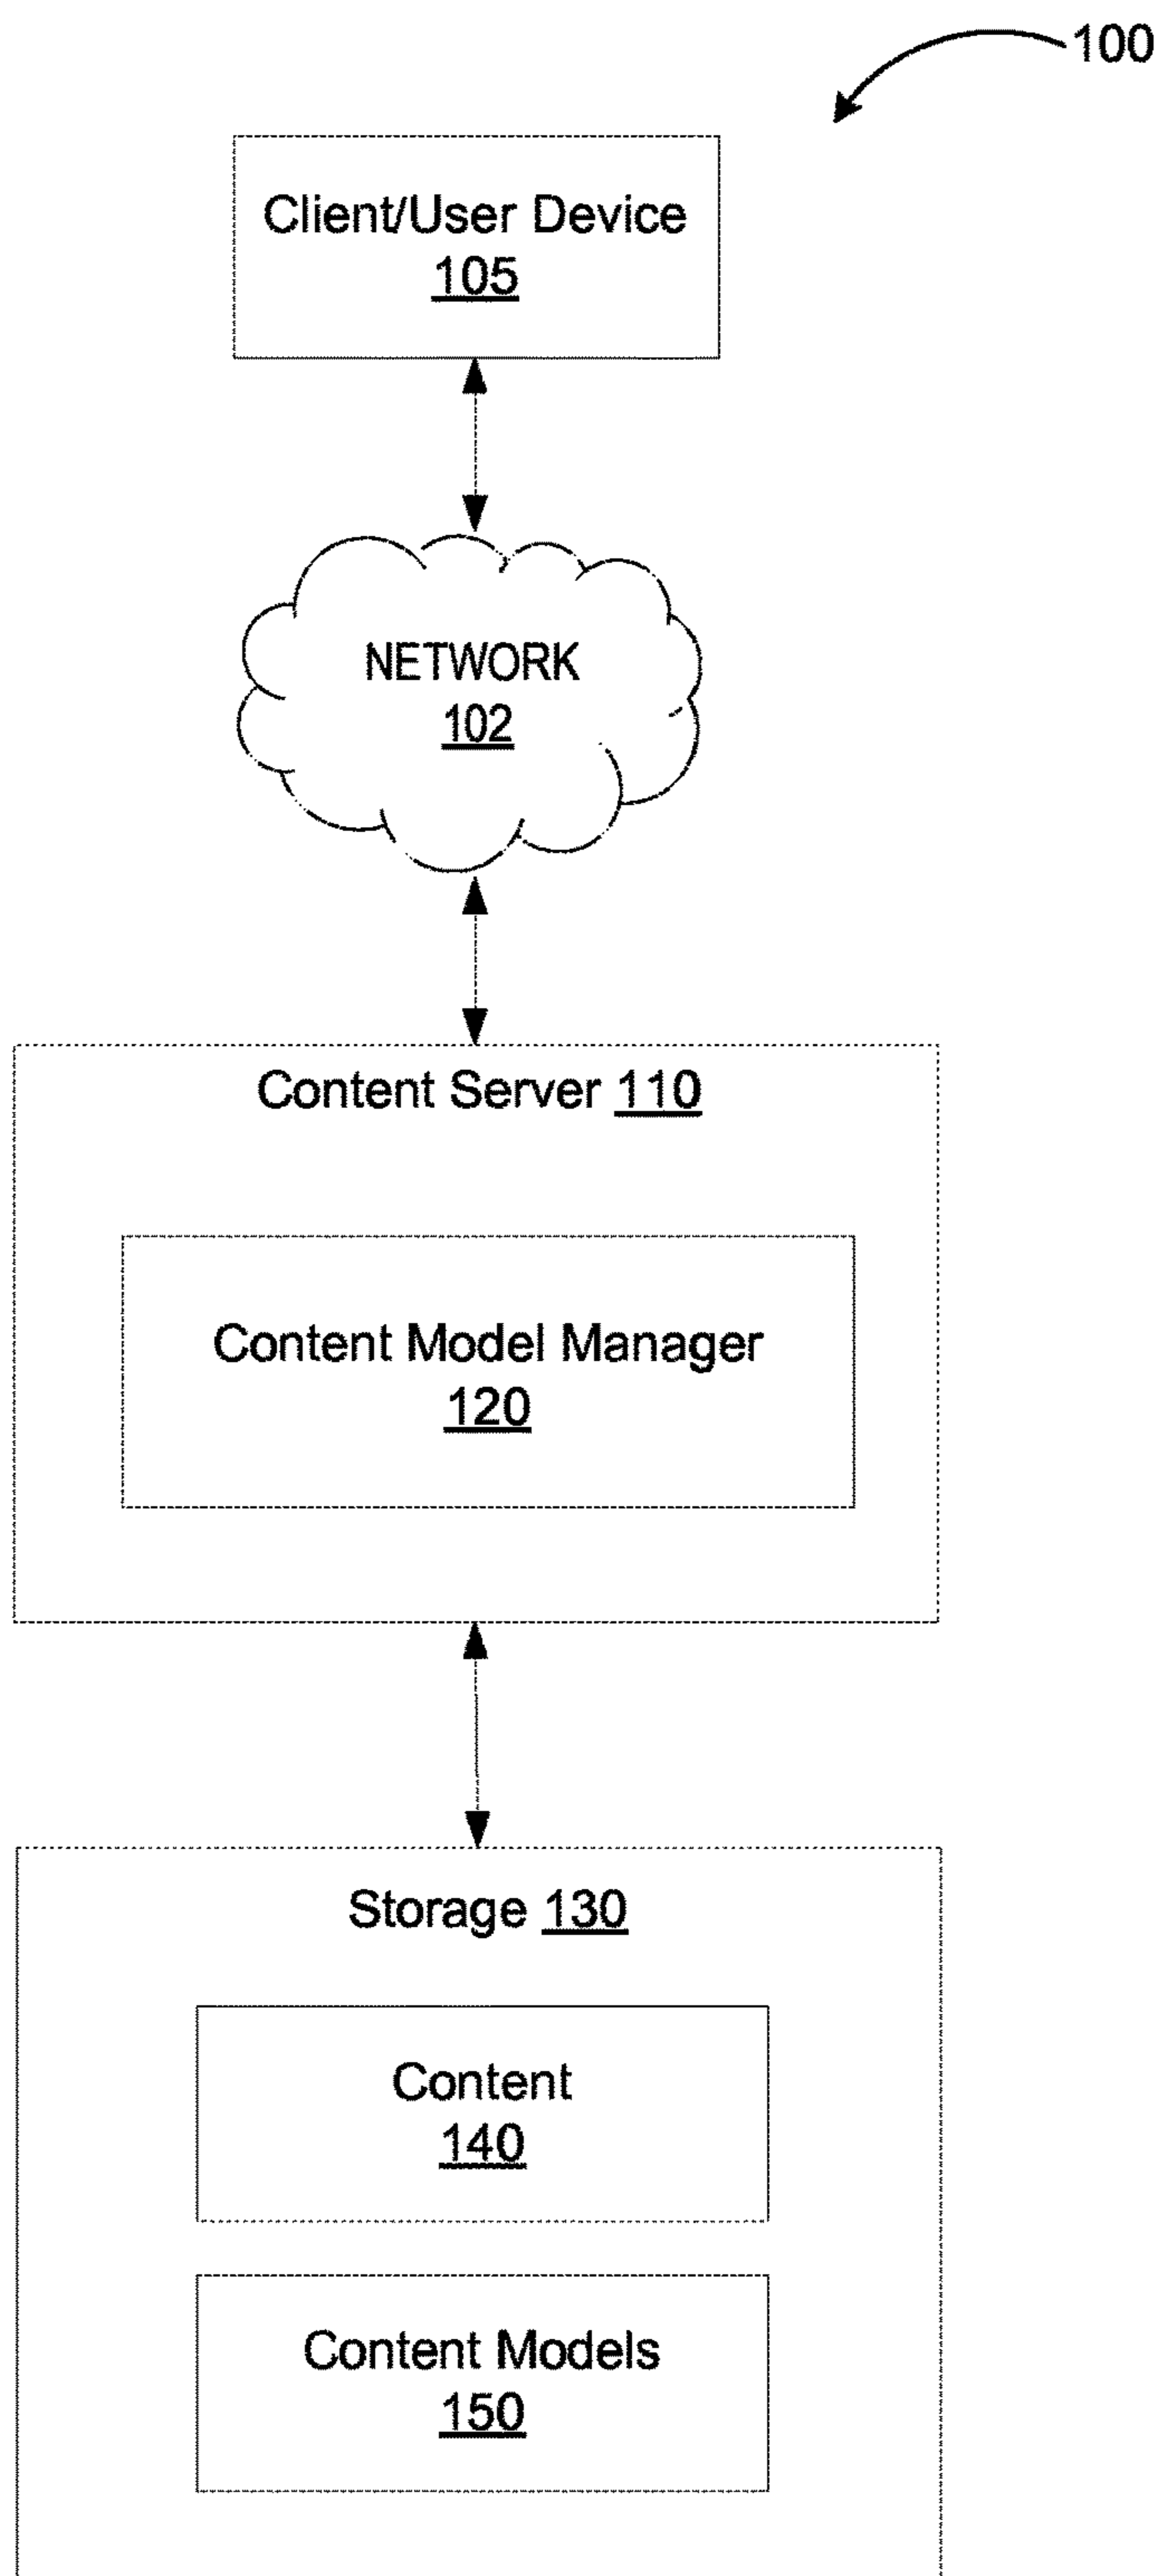 100
Client/User Device
105
NETWORK
102
Content Server 110
Content Model Manager
120
Storage 130
Content
140
Content Models
150